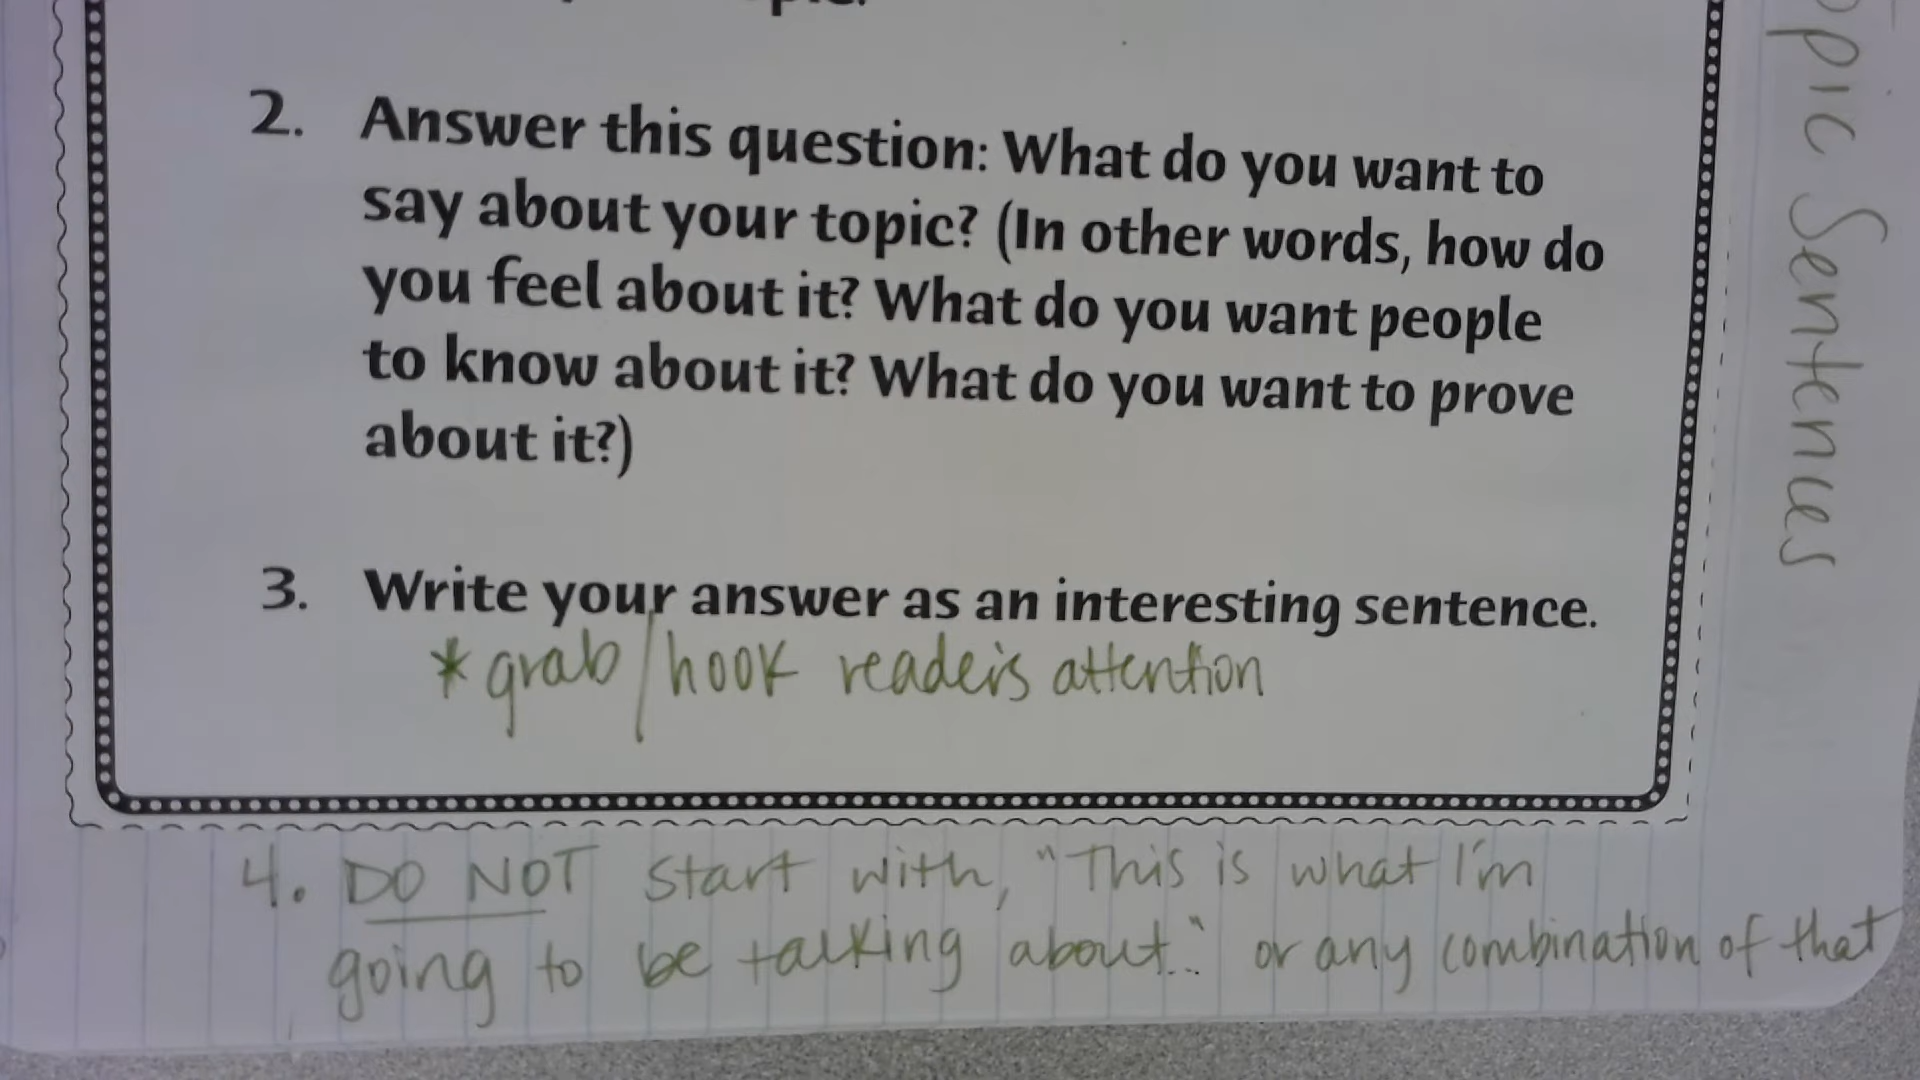 2. Answer this question: What do you want to
say about your topic? (In other words, how do
you feel about it? What do you want people
to know about it? What do you want to prove
about it?)
3. Write your answer as an interesting sentence.
* grab/hook reader's attention
4. DO NOT start with, "This is what I'm
going to be talking about..." or any combination of that
opic Sentences